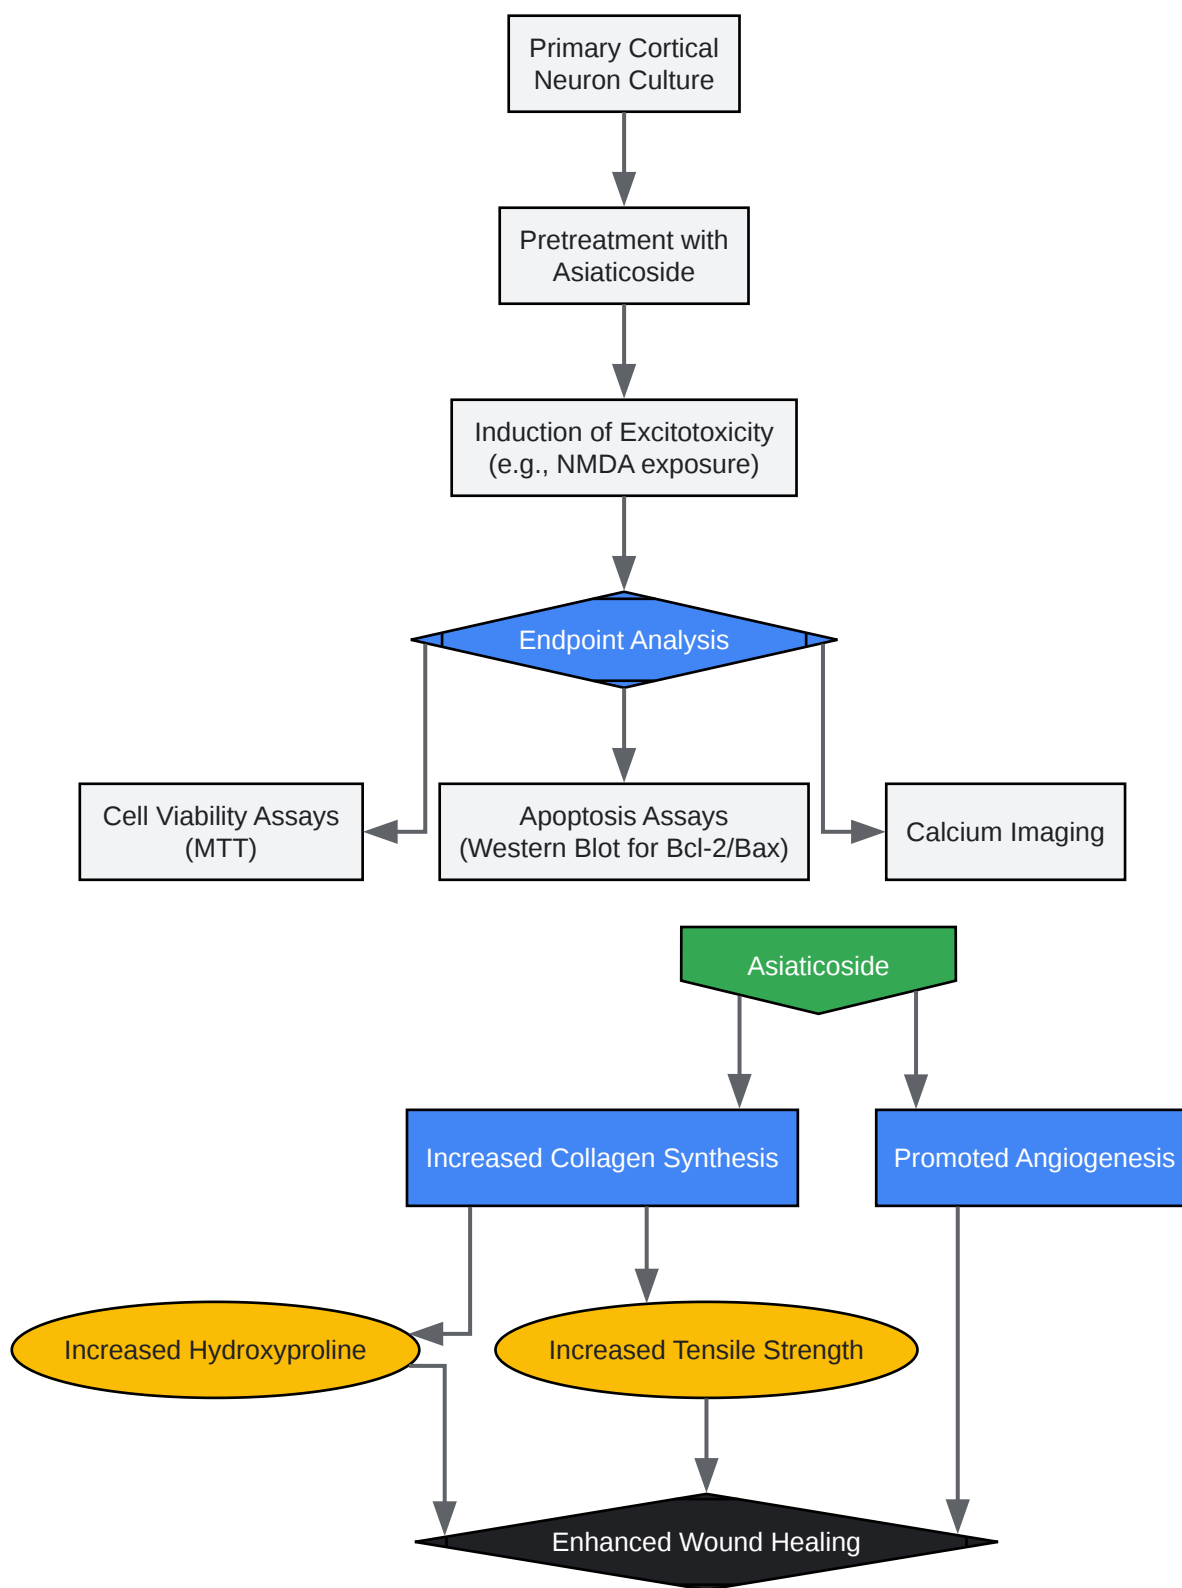 Primary Cortical
Neuron Culture
Pretreatment with
Asiaticoside
Induction of Excitotoxicity
(e.g., NMDA exposure)
Endpoint Analysis
Cell Viability Assays
(MTT)
Apoptosis Assays
(Western Blot for Bcl-2/Bax)
Calcium Imaging
Asiaticoside
Increased Collagen Synthesis
Promoted Angiogenesis
Increased Hydroxyproline
Increased Tensile Strength
Enhanced Wound Healing